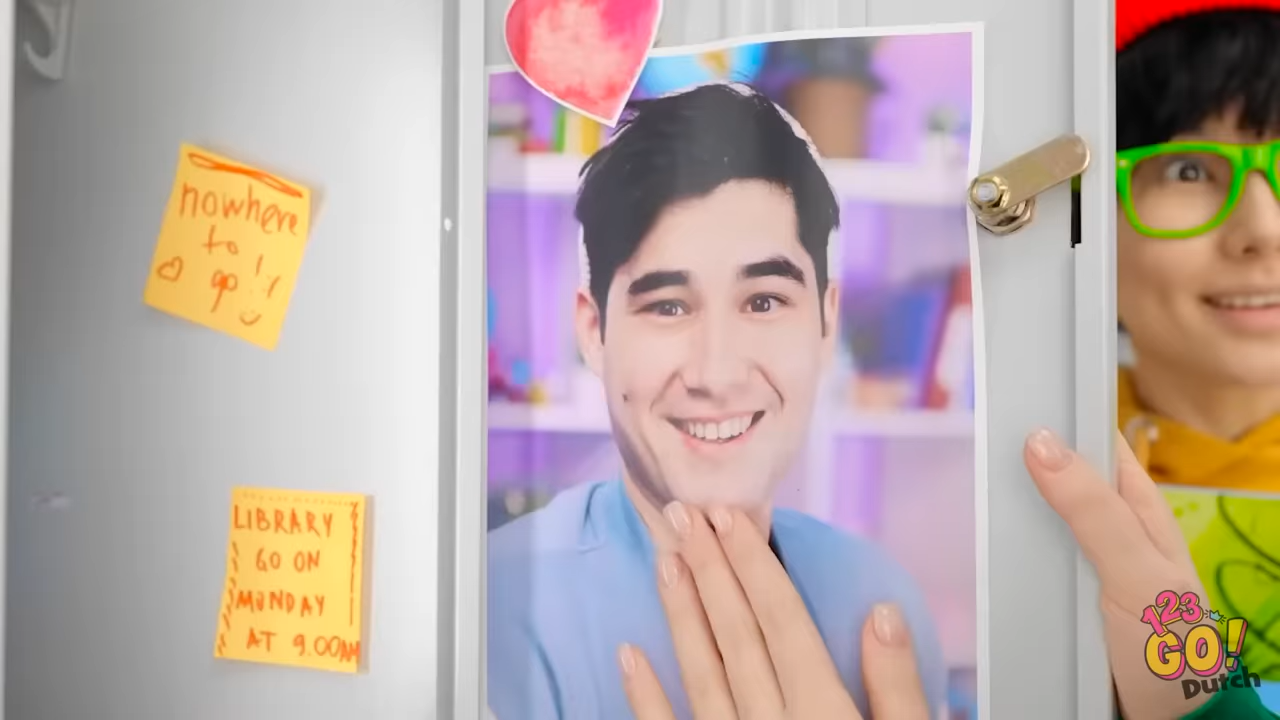 nowhere
to
go!
LIBRARY
GO ON
MONDAY
AT 9.00AM
123
GO!
Dutch